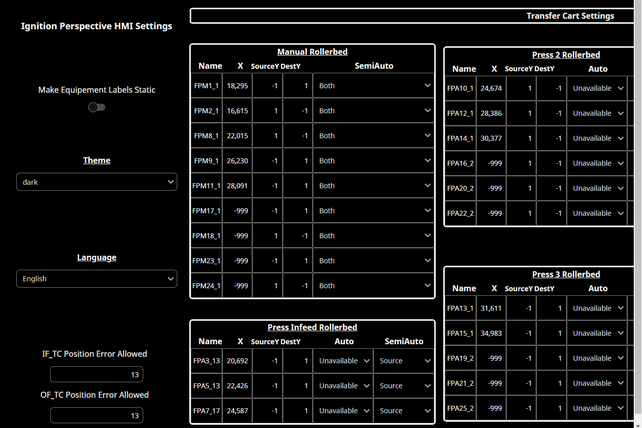 Ignition Perspective HMI Settings
Make Equipement Labels Static
Theme
dark
Language
English
IF_TC Position Error Allowed
13
OF_TC Position Error Allowed
13
Transfer Cart Settings
Manual Rollerbed
Name X SourceY DestY SemiAuto
FPM1_1 18,295 -1 1 Both
FPM2_1 16,615 1 -1 Both
FPM8_1 22,015 -1 1 Both
FPM9_1 26,230 -1 1 Both
FPM11_1 28,091 -1 1 Both
FPM17_1 -999 1 -1 Both
FPM18_1 -999 1 -1 Both
FPM23_1 -999 -1 1 Both
FPM24_1 -999 -1 1 Both
Press Infeed Rollerbed
Name X SourceY DestY Auto SemiAuto
FPA3_13 20,692 -1 1 Unavailable Source
FPA5_13 22,426 -1 1 Unavailable Source
FPA7_17 24,587 -1 1 Unavailable Source
Press 2 Rollerbed
Name X SourceY DestY Auto
FPA10_1 24,674 1 -1 Unavailable
FPA12_1 28,386 1 -1 Unavailable
FPA14_1 30,377 1 -1 Unavailable
FPA16_2 -999 1 -1 Unavailable
FPA20_2 -999 1 -1 Unavailable
FPA22_2 -999 1 -1 Unavailable
Press 3 Rollerbed
Name X SourceY DestY Auto
FPA13_1 31,611 -1 1 Unavailable
FPA15_1 34,983 -1 1 Unavailable
FPA19_2 -999 -1 1 Unavailable
FPA21_2 -999 -1 1 Unavailable
FPA25_2 -999 -1 1 Unavailable